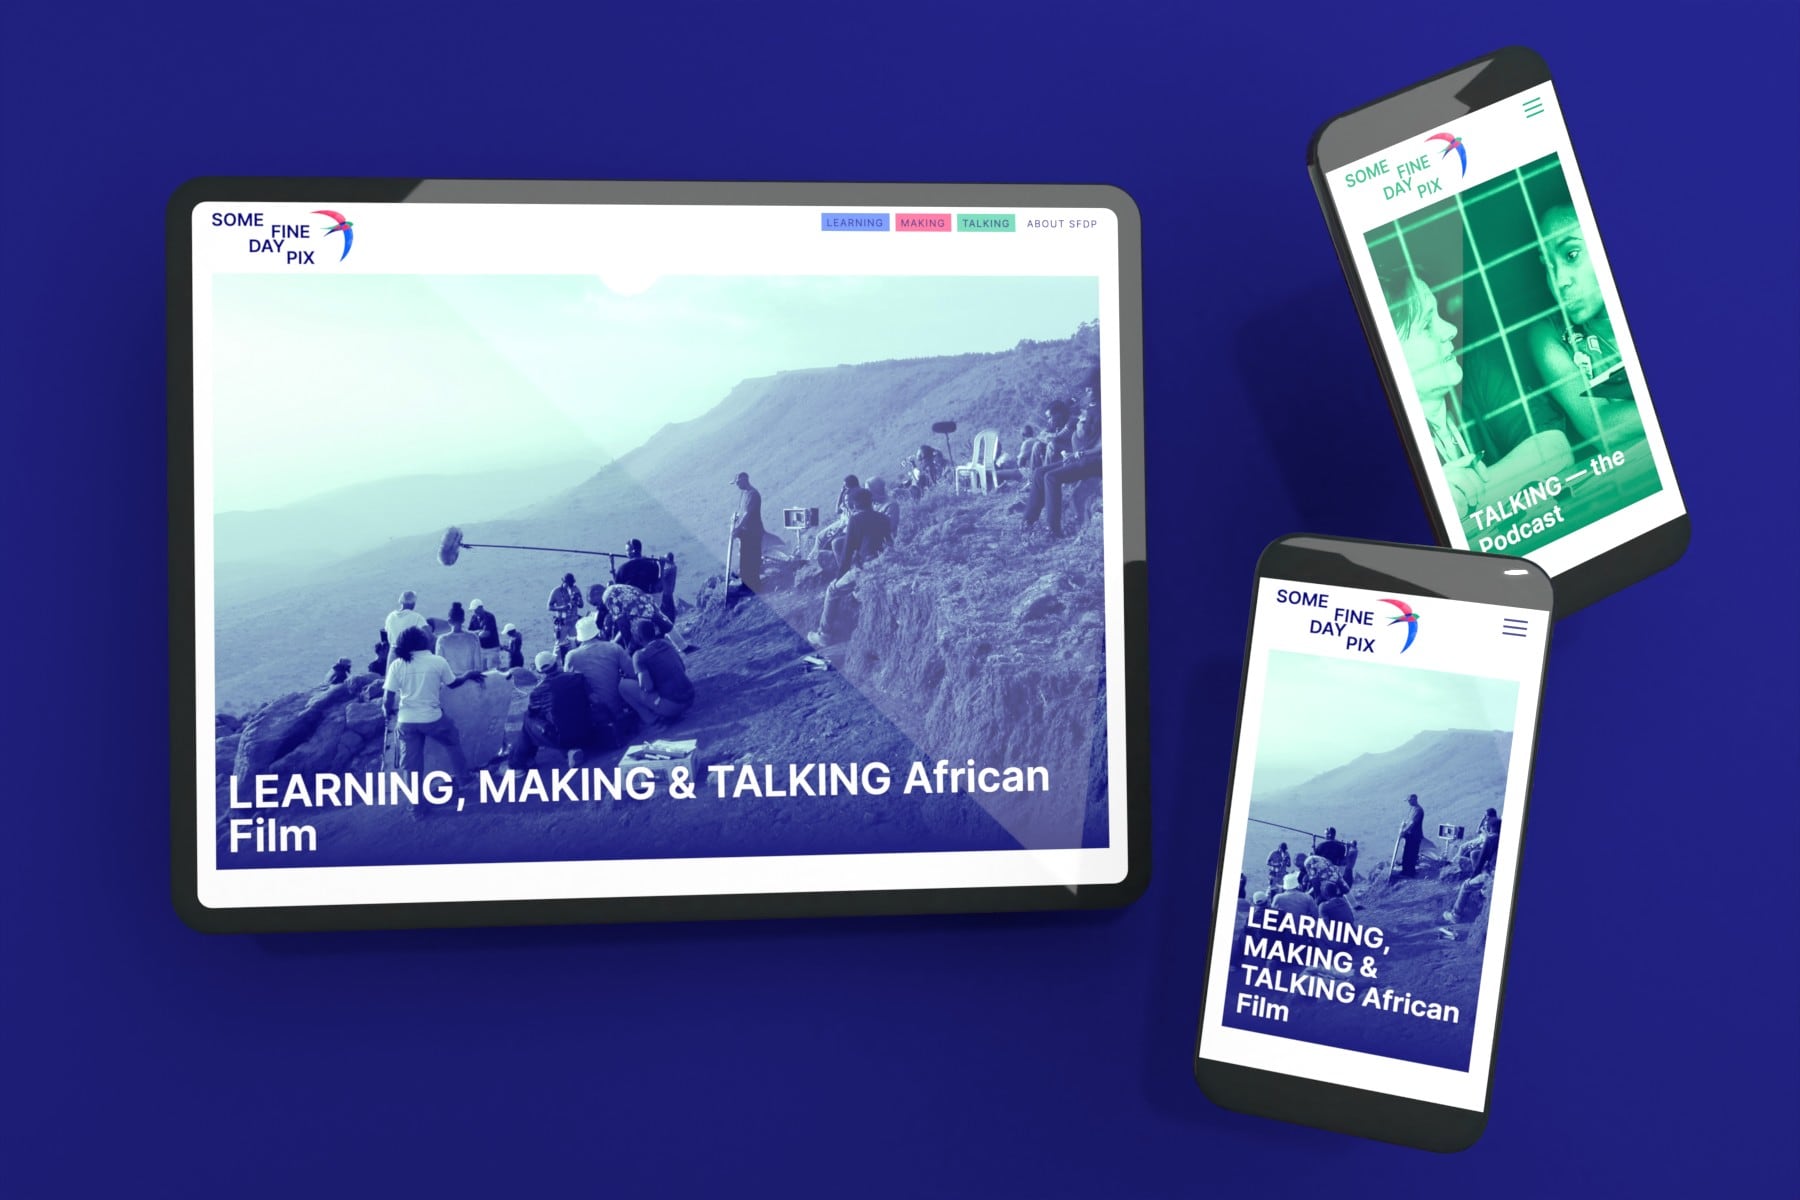 SOME
FINE
DAY
PIX
LEARNING
MAKING
TALKING
ABOUT SFDP
LEARNING, MAKING & TALKING African
Film
SOME
FINE
DAY
PIX
TALKING — the
Podcast
SOME
FINE
DAY
PIX
LEARNING,
MAKING &
TALKING African
Film